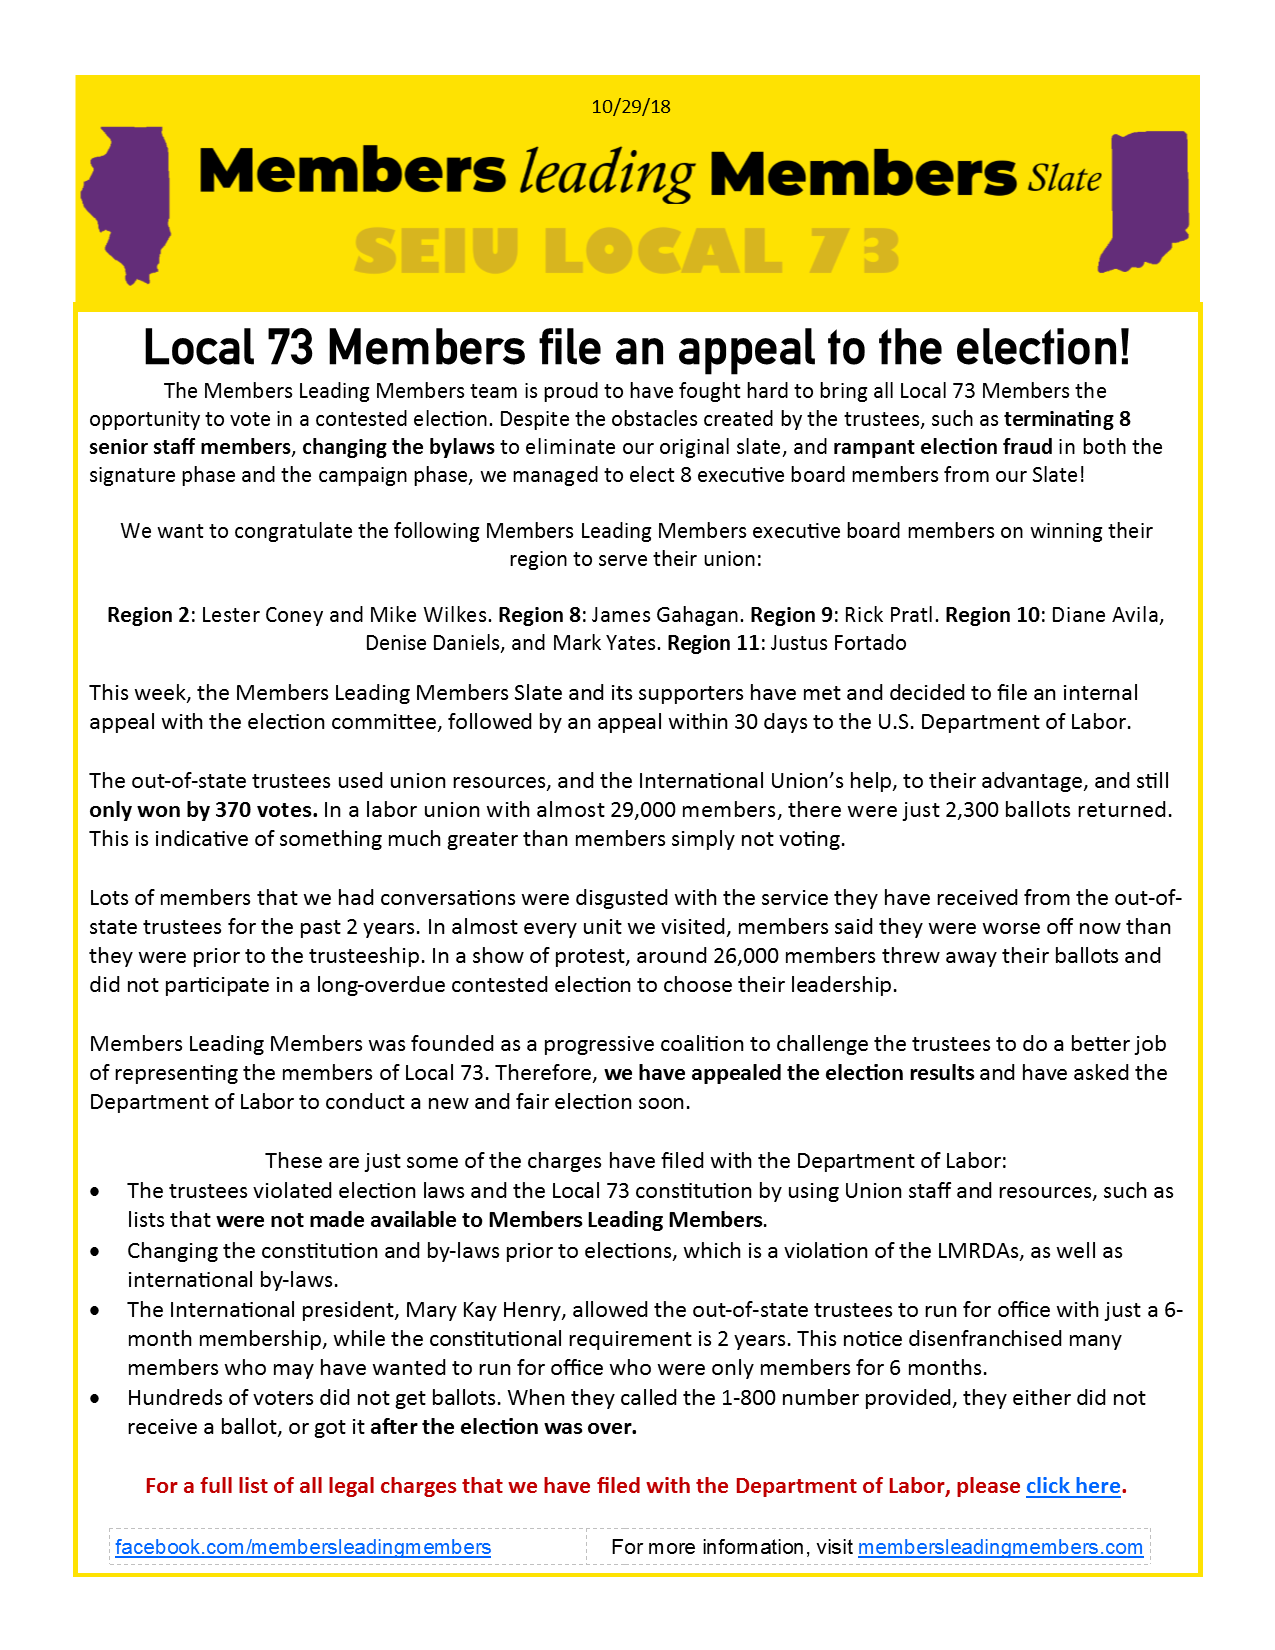 10/29/18
Members leading Members Slate
SEIU LOCAL 73
Local 73 Members file an appeal to the election!
The Members Leading Members team is proud to have fought hard to bring all Local 73 Members the
opportunity to vote in a contested election. Despite the obstacles created by the trustees, such as terminating 8
senior staff members, changing the bylaws to eliminate our original slate, and rampant election fraud in both the
signature phase and the campaign phase, we managed to elect 8 executive board members from our Slate!
We want to congratulate the following Members Leading Members executive board members on winning their
region to serve their union:
Region 2: Lester Coney and Mike Wilkes. Region 8: James Gahagan. Region 9: Rick Pratl. Region 10: Diane Avila,
Denise Daniels, and Mark Yates. Region 11: Justus Fortado
This week, the Members Leading Members Slate and its supporters have met and decided to file an internal
appeal with the election committee, followed by an appeal within 30 days to the U.S. Department of Labor.
The out-of-state trustees used union resources, and the International Union’s help, to their advantage, and still
only won by 370 votes. In a labor union with almost 29,000 members, there were just 2,300 ballots returned.
This is indicative of something much greater than members simply not voting.
Lots of members that we had conversations were disgusted with the service they have received from the out-of-
state trustees for the past 2 years. In almost every unit we visited, members said they were worse off now than
they were prior to the trusteeship. In a show of protest, around 26,000 members threw away their ballots and
did not participate in a long-overdue contested election to choose their leadership.
Members Leading Members was founded as a progressive coalition to challenge the trustees to do a better job
of representing the members of Local 73. Therefore, we have appealed the election results and have asked the
Department of Labor to conduct a new and fair election soon.
These are just some of the charges have filed with the Department of Labor:
• The trustees violated election laws and the Local 73 constitution by using Union staff and resources, such as
lists that were not made available to Members Leading Members.
• Changing the constitution and by-laws prior to elections, which is a violation of the LMRDAs, as well as
international by-laws.
• The International president, Mary Kay Henry, allowed the out-of-state trustees to run for office with just a 6-
month membership, while the constitutional requirement is 2 years. This notice disenfranchised many
members who may have wanted to run for office who were only members for 6 months.
• Hundreds of voters did not get ballots. When they called the 1-800 number provided, they either did not
receive a ballot, or got it after the election was over.
For a full list of all legal charges that we have filed with the Department of Labor, please click here.
facebook.com/membersleadingmembers For more information, visit membersleadingmembers.com